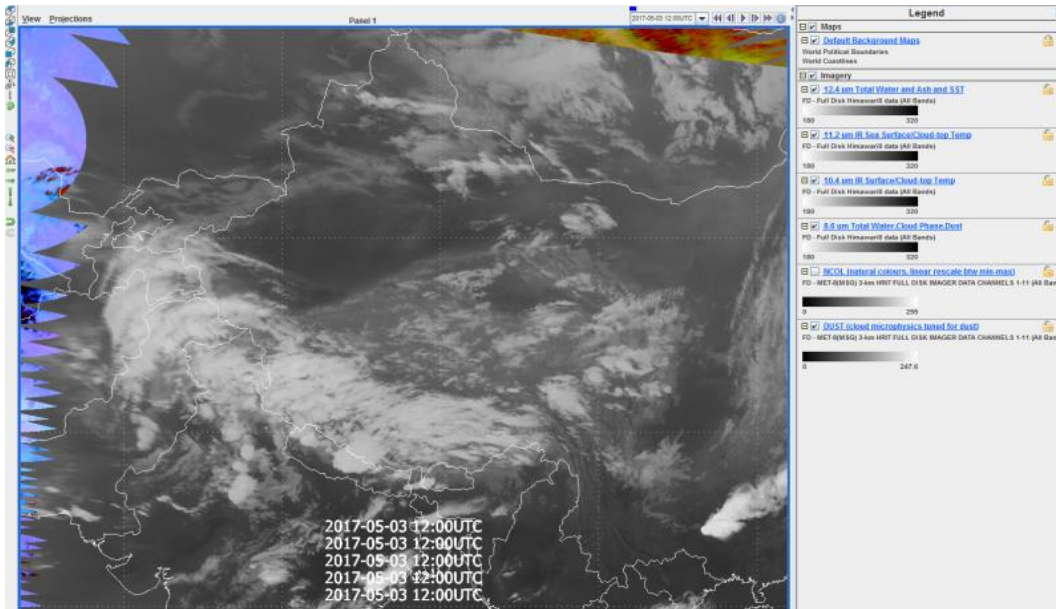 View Projections
Panel 1
2017-05-03 12:00UTC
Legend
Maps
Default Background Maps
World Political Boundaries
World Coastlines
Imagery
12.4 um Total Water and Ash and SST
FD - Full Disk Himawari8 data (All Bands)
180 320
11.2 um IR Sea Surface/Cloud-top Temp
FD - Full Disk Himawari8 data (All Bands)
180 320
10.4 um IR Surface/Cloud-top Temp
FD - Full Disk Himawari8 data (All Bands)
180 320
8.6 um Total Water,Cloud Phase,Dust
FD - Full Disk Himawari8 data (All Bands)
180 320
NCOL (natural colours, linear rescale btw min-max)
FD - MET-8(MSG) 3-km HRIT FULL DISK IMAGER DATA CHANNELS 1-11 (All Ban
0 255
DUST (cloud microphysics tuned for dust)
FD - MET-8(MSG) 3-km HRIT FULL DISK IMAGER DATA CHANNELS 1-11 (All Ban
0 247.6
2017-05-03 12:00UTC
2017-05-03 12:00UTC
2017-05-03 12:00UTC
2017-05-03 12:00UTC
2017-05-03 12:00UTC